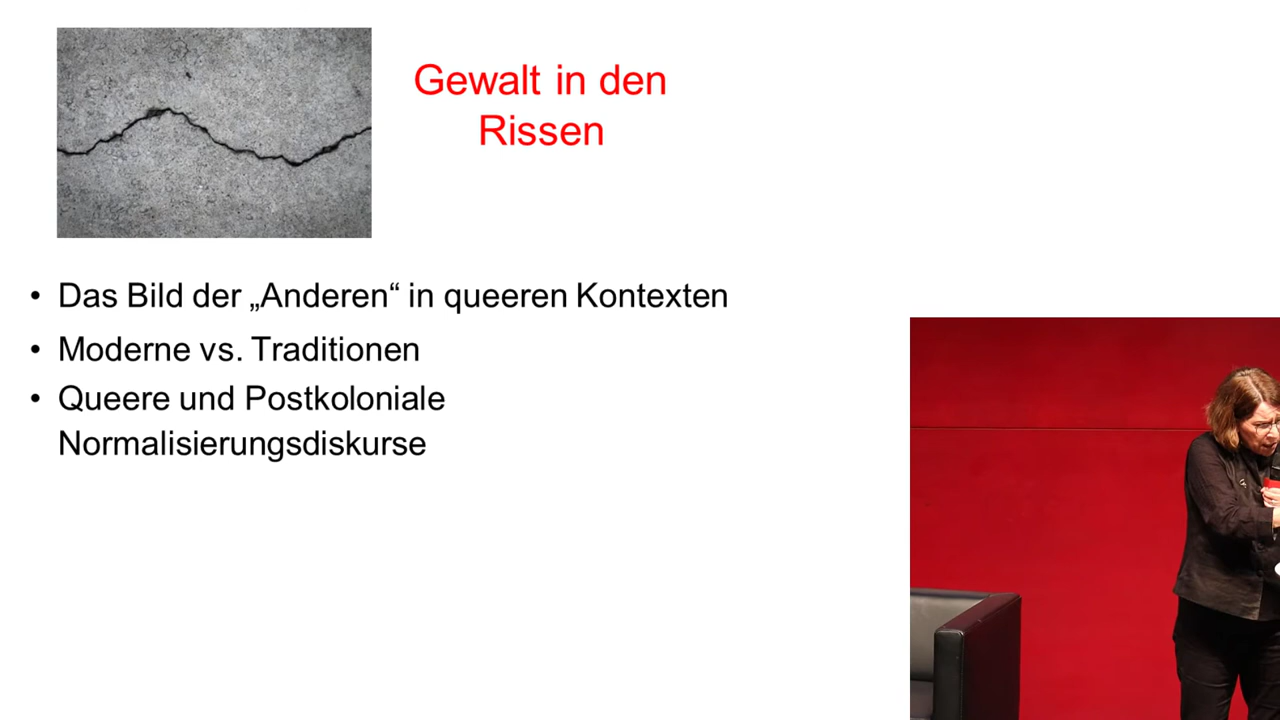 Gewalt in den
Rissen
• Das Bild der „Anderen“ in queeren Kontexten
• Moderne vs. Traditionen
• Queere und Postkoloniale
Normalisierungsdiskurse